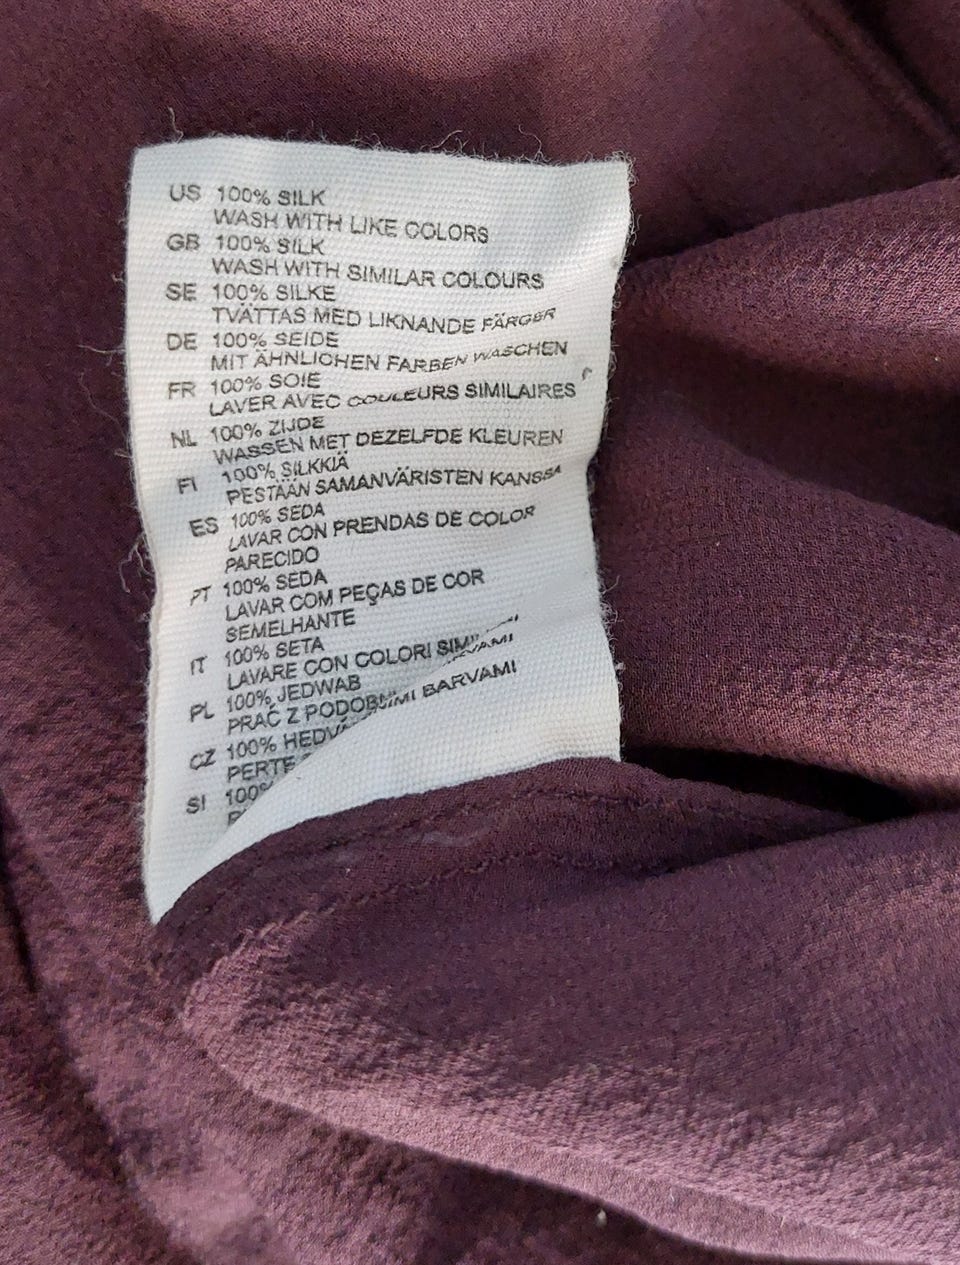 US 100% SILK
WASH WITH LIKE COLORS
GB 100% SILK
WASH WITH SIMILAR COLOURS
SE 100% SILKE
TVÄTTAS MED LIKNANDE FÄRGER
DE 100% SEIDE
MIT ÄHNLICHEN FARBEN WASCHEN
FR 100% SOIE
LAVER AVEC COULEURS SIMILAIRES
NL 100% ZIJDE
WASSEN MET DEZELFDE KLEUREN
FI 100% SILKKIÄ
PESTÄÄN SAMANVÄRISTEN KANSSA
ES 100% SEDA
LAVAR CON PRENDAS DE COLOR
PARECIDO
PT 100% SEDA
LAVAR COM PEÇAS DE COR
SEMELHANTE
IT 100% SETA
LAVARE CON COLORI
PL 100% JEDWAB
PRAĆ Z PODOBNYMI BARVAMI
CZ 100%
PERTE
SI 100%